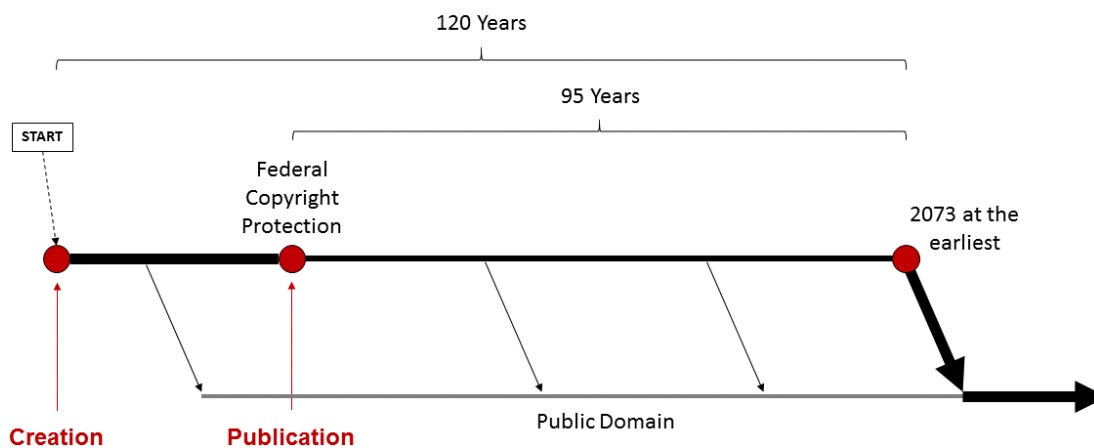 120 Years
95 Years
START
Federal
Copyright
Protection
2073 at the
earliest
Public Domain
Creation
Publication